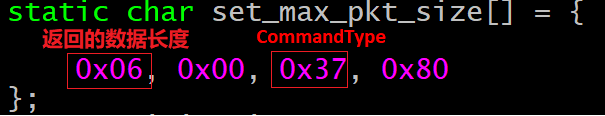 static char set_max_pkt_size[] = {
返回的数据长度 CommandType
0x06, 0x00, 0x37, 0x80
};